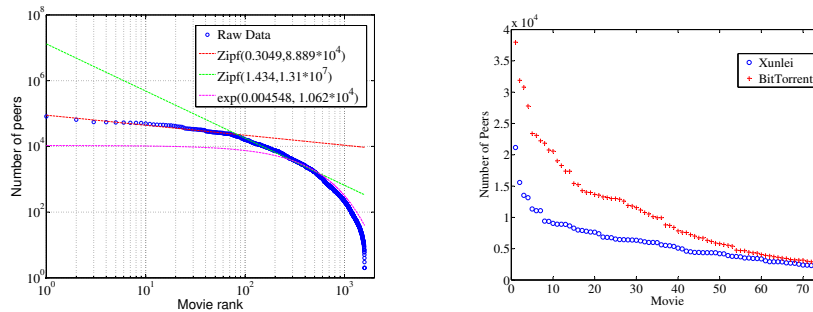 10^8
10^6
10^4
10^2
10^0
Number of peers
Raw Data
Zipf(0.3049,8.889*10^4)
Zipf(1.434,1.31*10^7)
exp(0.004548, 1.062*10^4)
10^0
10^1
10^2
10^3
Movie rank
x 10^4
4
3.5
3
2.5
2
1.5
1
0.5
0
Number of Peers
Xunlei
BitTorrent
0
10
20
30
40
50
60
70
Movie